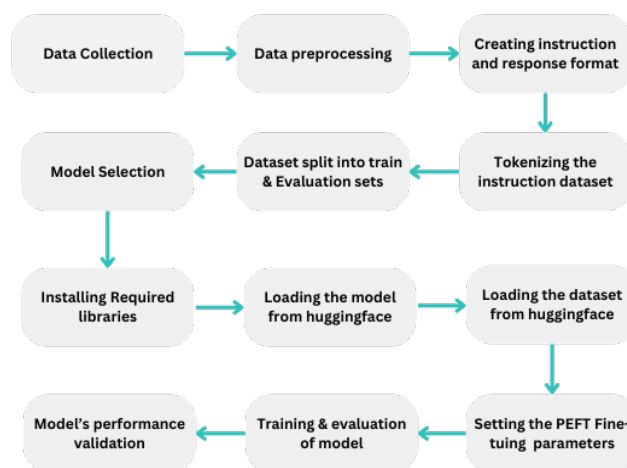 Data Collection
Data preprocessing
Creating instruction
and response format
Tokenizing the
instruction dataset
Dataset split into train
& Evaluation sets
Model Selection
Installing Required
libraries
Loading the model
from huggingface
Loading the dataset
from huggingface
Setting the PEFT Fine-
tuing parameters
Training & evaluation
of model
Model's performance
validation